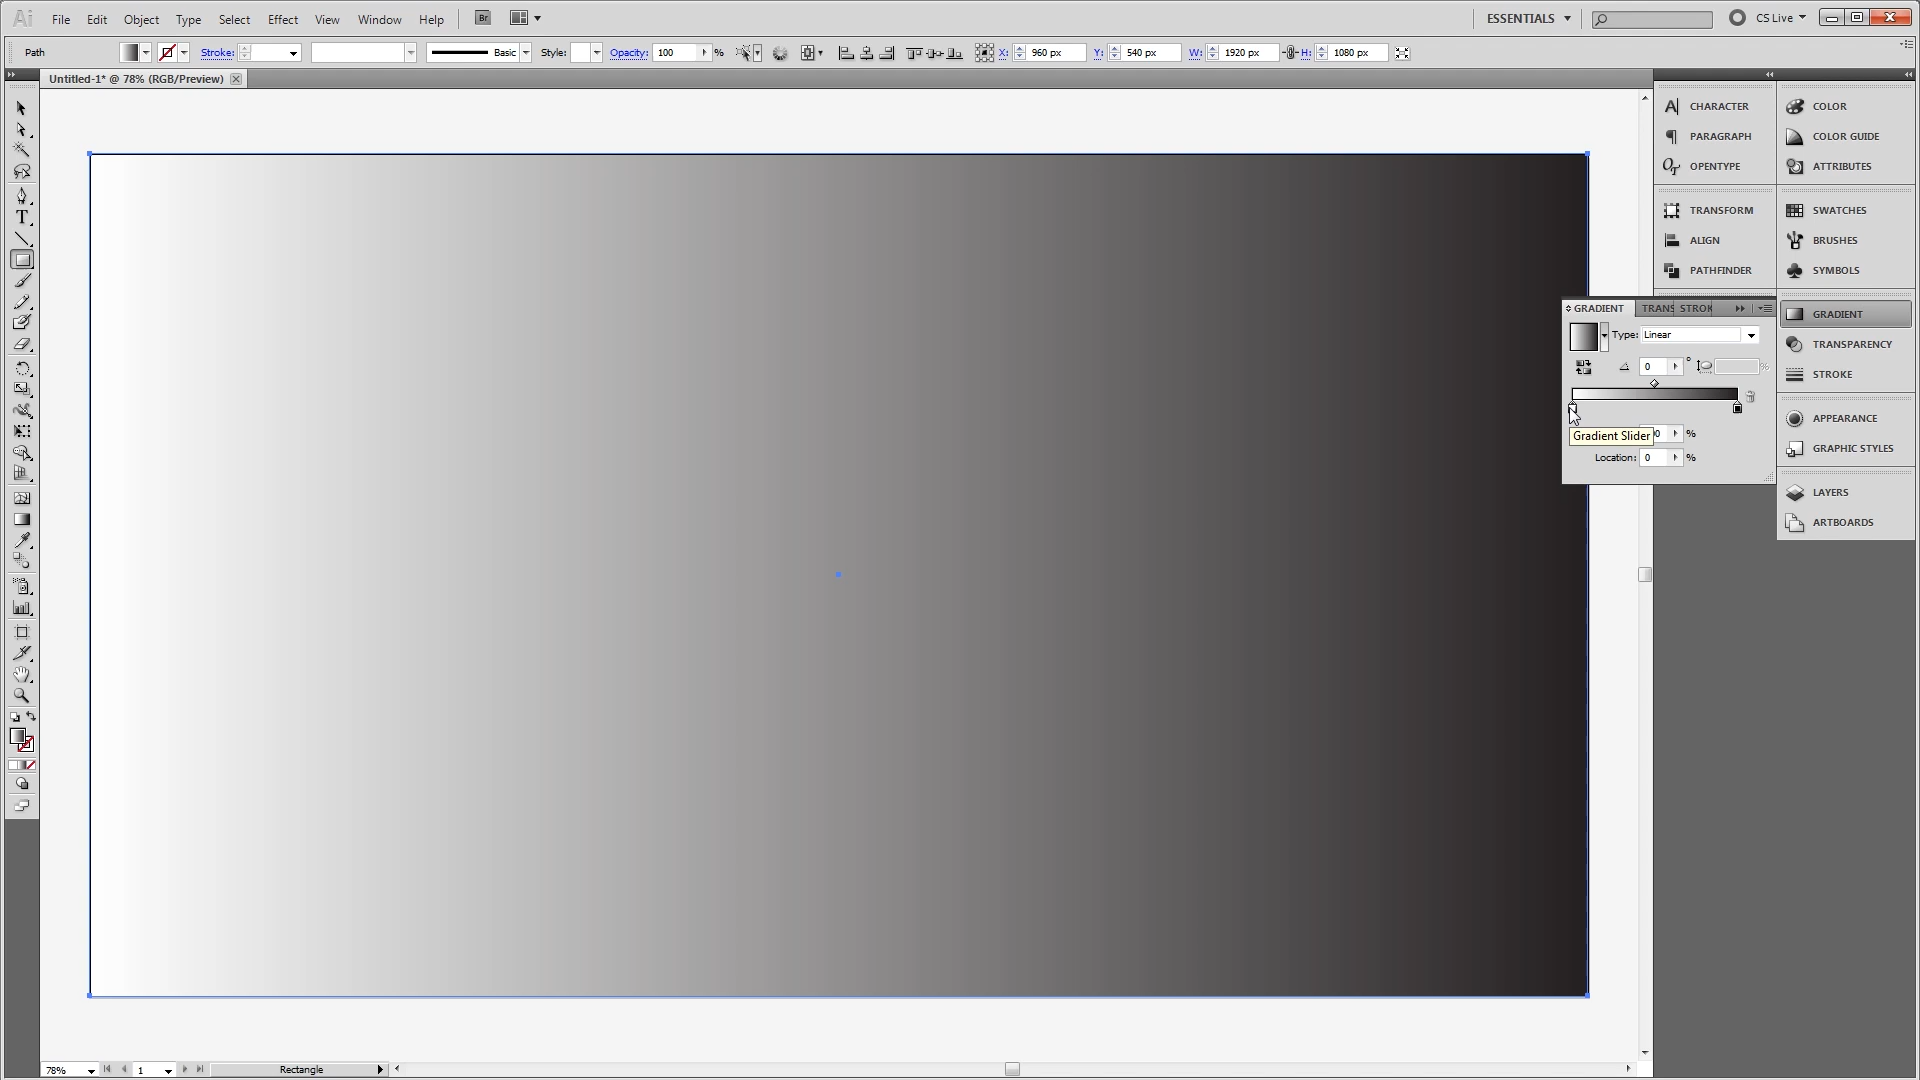 Ai File Edit Object Type Select Effect View Window Help Br ESSENTIALS CS Live
Path Stroke: Basic Style: Opacity: 100 % X: 960 px Y: 540 px W: 1920 px H: 1080 px
Untitled-1* @ 78% (RGB/Preview)
CHARACTER COLOR
PARAGRAPH COLOR GUIDE
OPENTYPE ATTRIBUTES
TRANSFORM SWATCHES
ALIGN BRUSHES
PATHFINDER SYMBOLS
GRADIENT TRANS STROK GRADIENT
Type: Linear TRANSPARENCY
0 ° % STROKE
APPEARANCE
Gradient Slider %
GRAPHIC STYLES
Location: 0 %
LAYERS
ARTBOARDS
78% 1 Rectangle